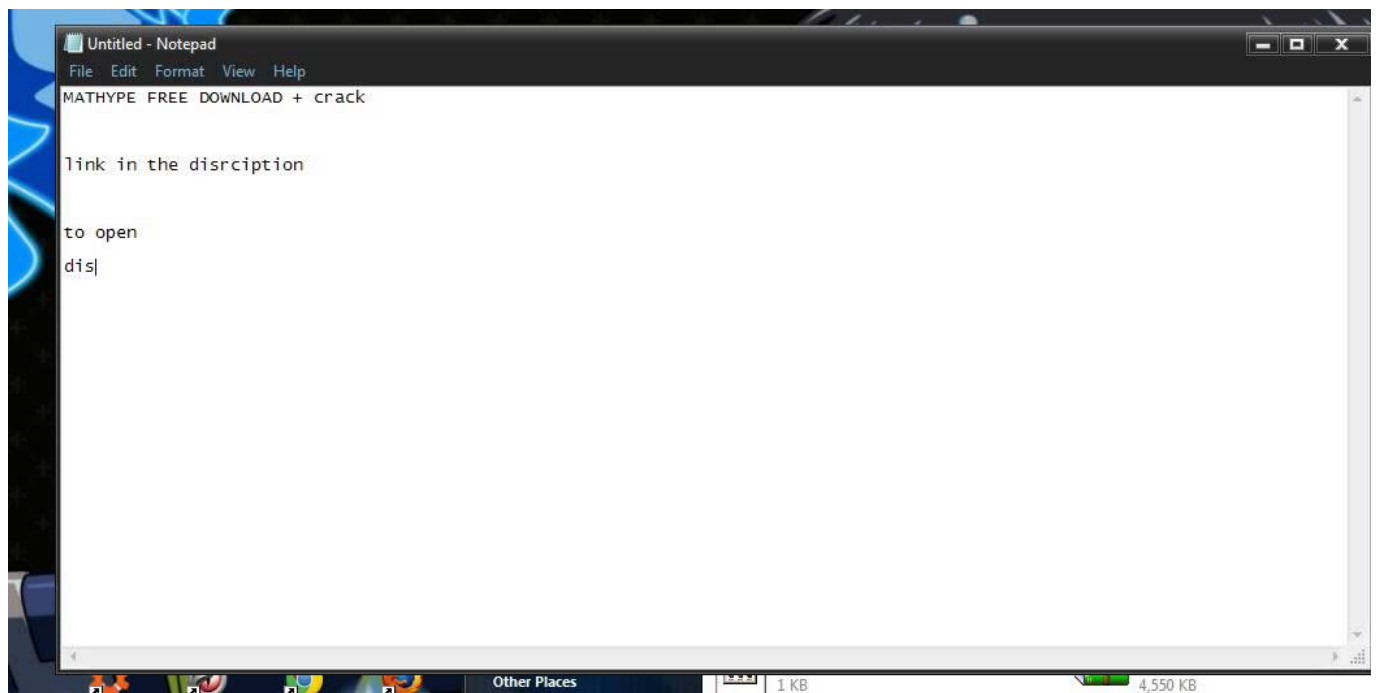 Untitled - Notepad
File Edit Format View Help
MATHYPE FREE DOWNLOAD + crack
link in the disrciption
to open
dis
Other Places
1 KB
4,550 KB